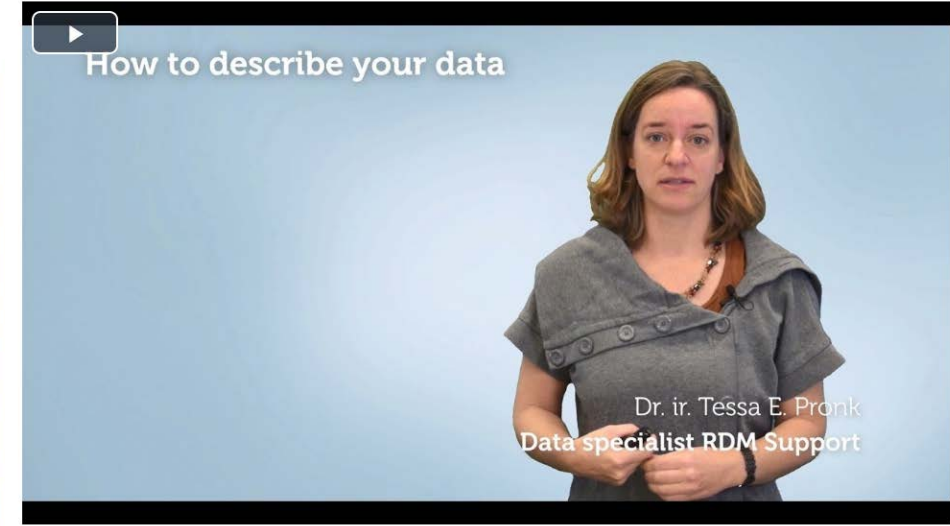 How to describe your data
Dr. ir. Tessa E. Pronk
Data specialist RDM Support